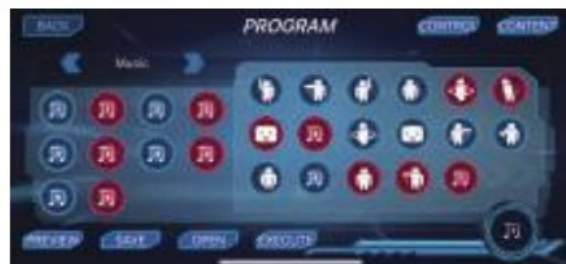 BACK PROGRAM CONTROL CONTENT
Music
PREVIEW SAVE OPEN EXECUTE